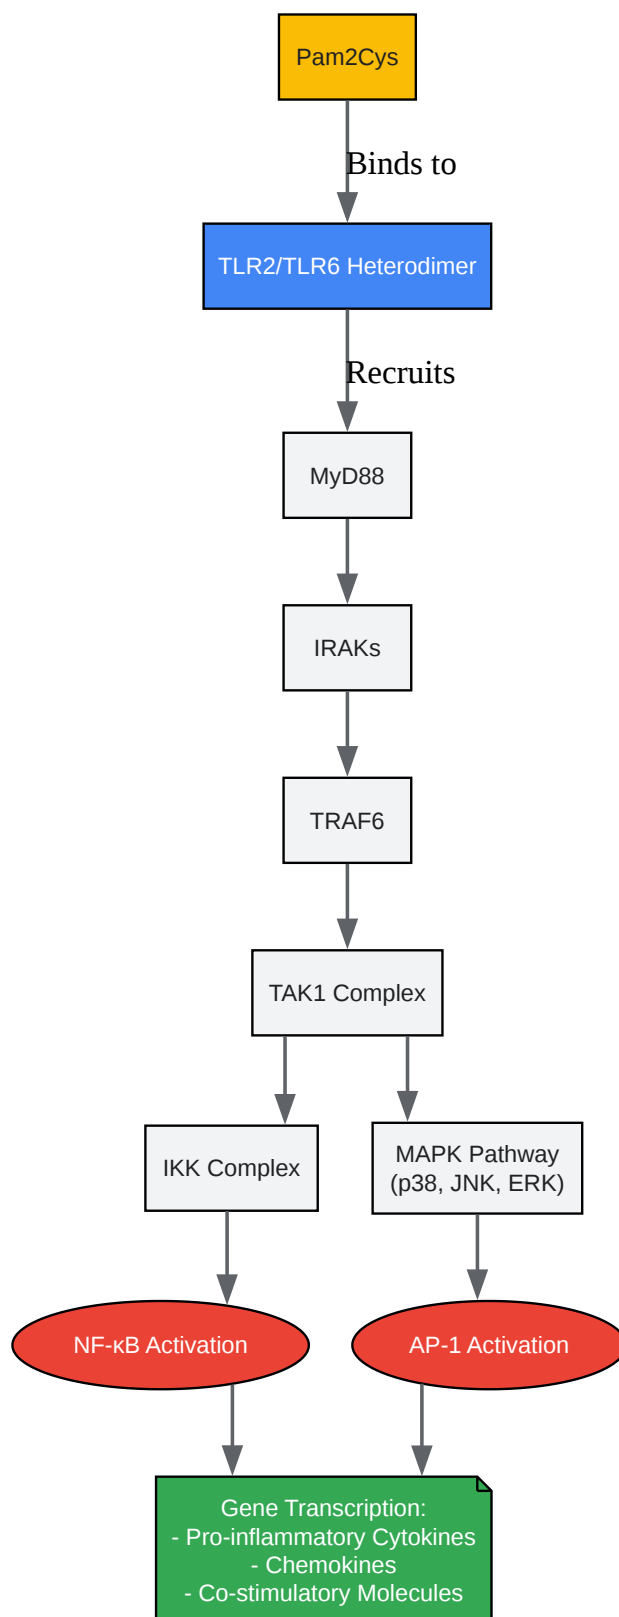 Pam2Cys
Binds to
TLR2/TLR6 Heterodimer
Recruits
MyD88
IRAKs
TRAF6
TAK1 Complex
IKK Complex
MAPK Pathway
(p38, JNK, ERK)
NF-κB Activation
AP-1 Activation
Gene Transcription:
- Pro-inflammatory Cytokines
- Chemokines
- Co-stimulatory Molecules